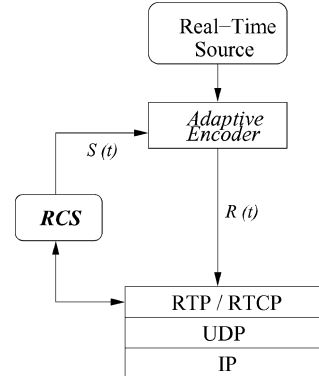 Real−Time
Source
Adaptive
Encoder
S (t)
R (t)
RCS
RTP / RTCP
UDP
IP